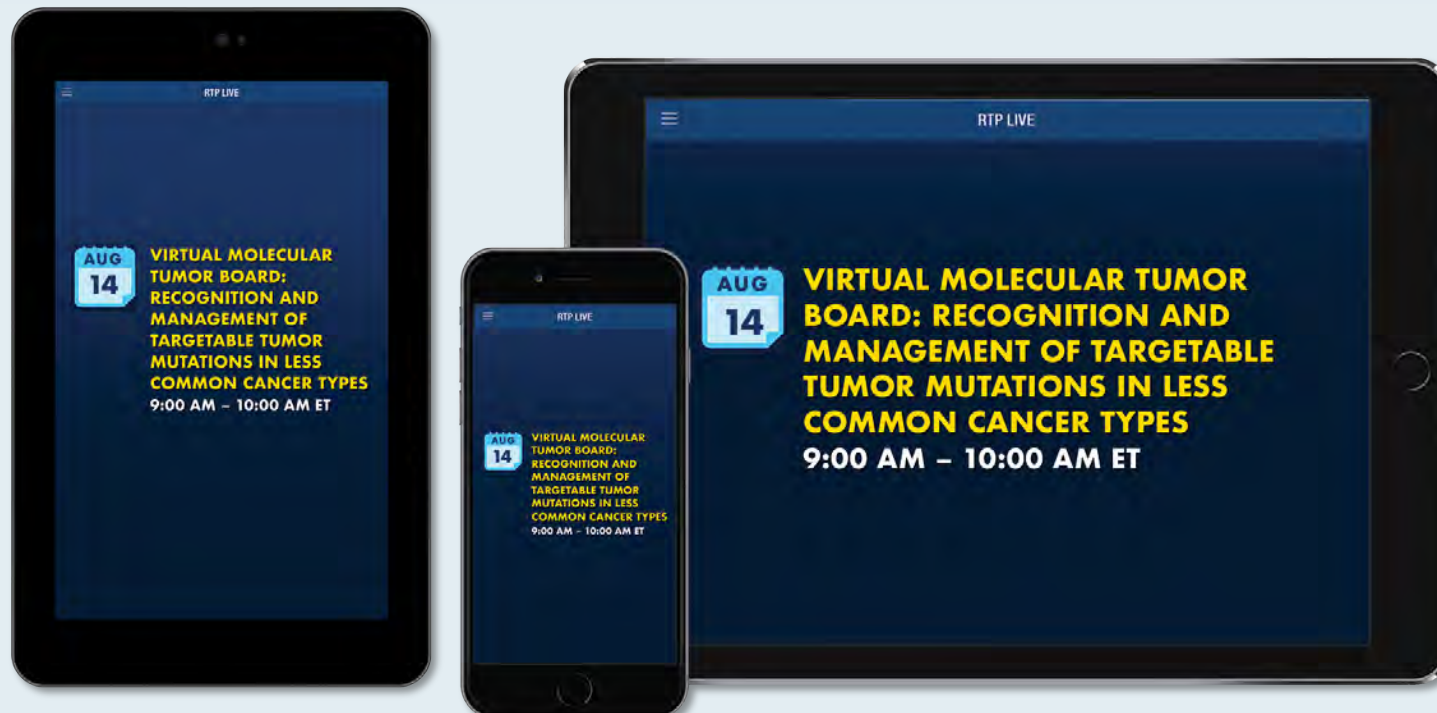 RTP LIVE
AUG
14
VIRTUAL MOLECULAR
TUMOR BOARD:
RECOGNITION AND
MANAGEMENT OF
TARGETABLE TUMOR
MUTATIONS IN LESS
COMMON CANCER TYPES
9:00 AM – 10:00 AM ET
RTP LIVE
AUG
14
VIRTUAL MOLECULAR
TUMOR BOARD:
RECOGNITION AND
MANAGEMENT OF
TARGETABLE TUMOR
MUTATIONS IN LESS
COMMON CANCER TYPES
9:00 AM – 10:00 AM ET
RTP LIVE
AUG
14
VIRTUAL MOLECULAR TUMOR
BOARD: RECOGNITION AND
MANAGEMENT OF TARGETABLE
TUMOR MUTATIONS IN LESS
COMMON CANCER TYPES
9:00 AM – 10:00 AM ET